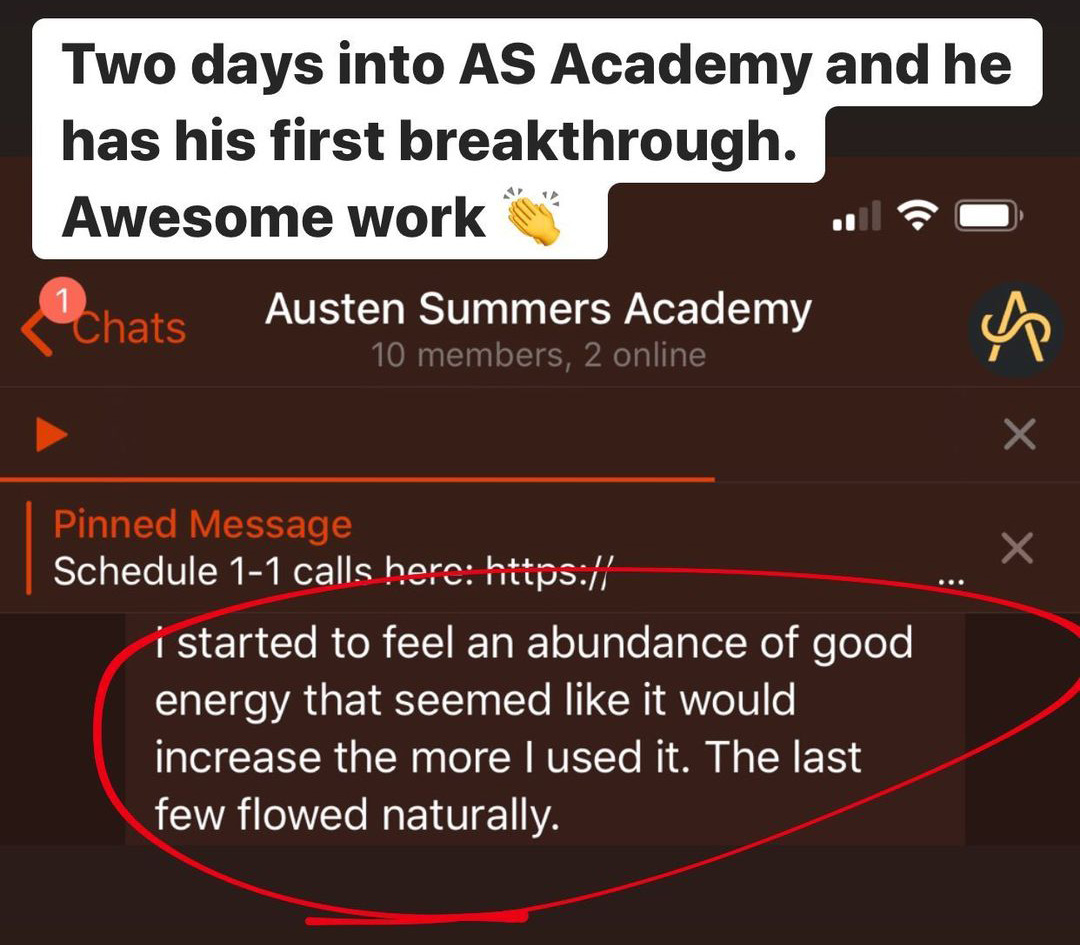 Two days into AS Academy and he
has his first breakthrough.
Awesome work 👏
1
Chats
Austen Summers Academy
10 members, 2 online
Pinned Message
Schedule 1-1 calls here: https://
...
I started to feel an abundance of good
energy that seemed like it would
increase the more I used it. The last
few flowed naturally.